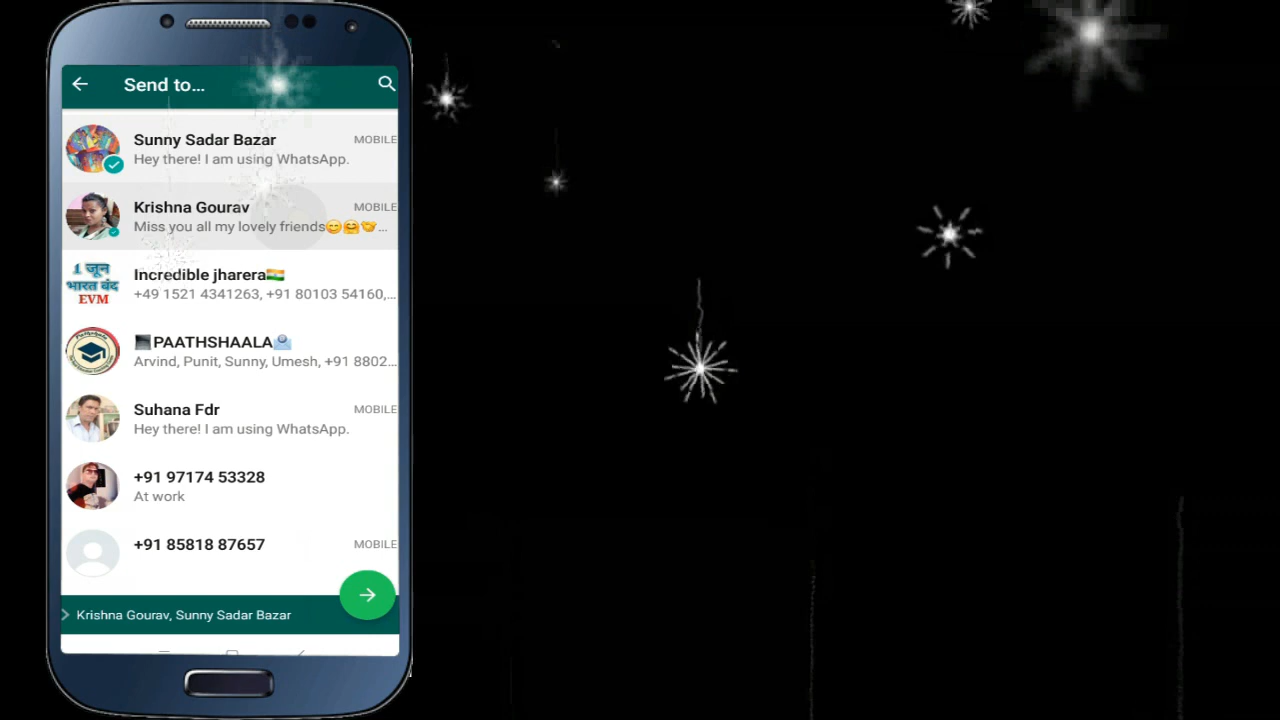 Send to...
Sunny Sadar Bazar
MOBILE
Hey there! I am using WhatsApp.
Krishna Gourav
MOBILE
Miss you all my lovely friends😊🤗🤝...
1 जून
भारत बंद
EVM
Incredible jharera🇮🇳
+49 1521 4341263, +91 80103 54160,...
PAATHSHAALA
Arvind, Punit, Sunny, Umesh, +91 8802...
Suhana Fdr
MOBILE
Hey there! I am using WhatsApp.
+91 97174 53328
At work
+91 85818 87657
MOBILE
Krishna Gourav, Sunny Sadar Bazar